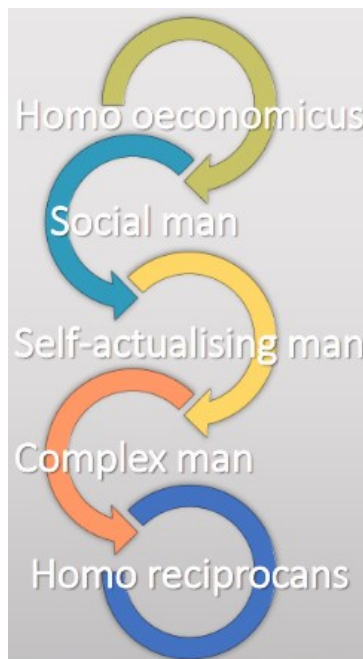 Homo oeconomicus
Social man
Self-actualising man
Complex man
Homo reciprocans